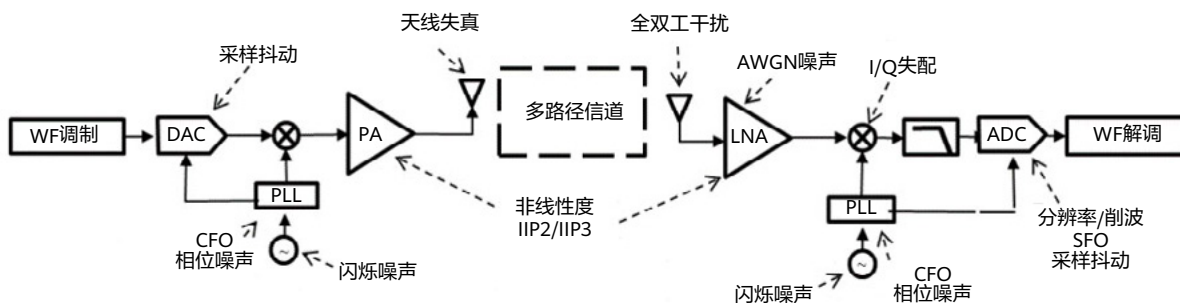 天线失真
全双工干扰
采样抖动
AWGN噪声
I/Q失配
WF调制
DAC
PA
多路径信道
LNA
ADC
WF解调
PLL
CFO
相位噪声
~
闪烁噪声
非线性度
IIP2/IIP3
PLL
~
闪烁噪声
CFO
相位噪声
分辨率/削波
SFO
采样抖动